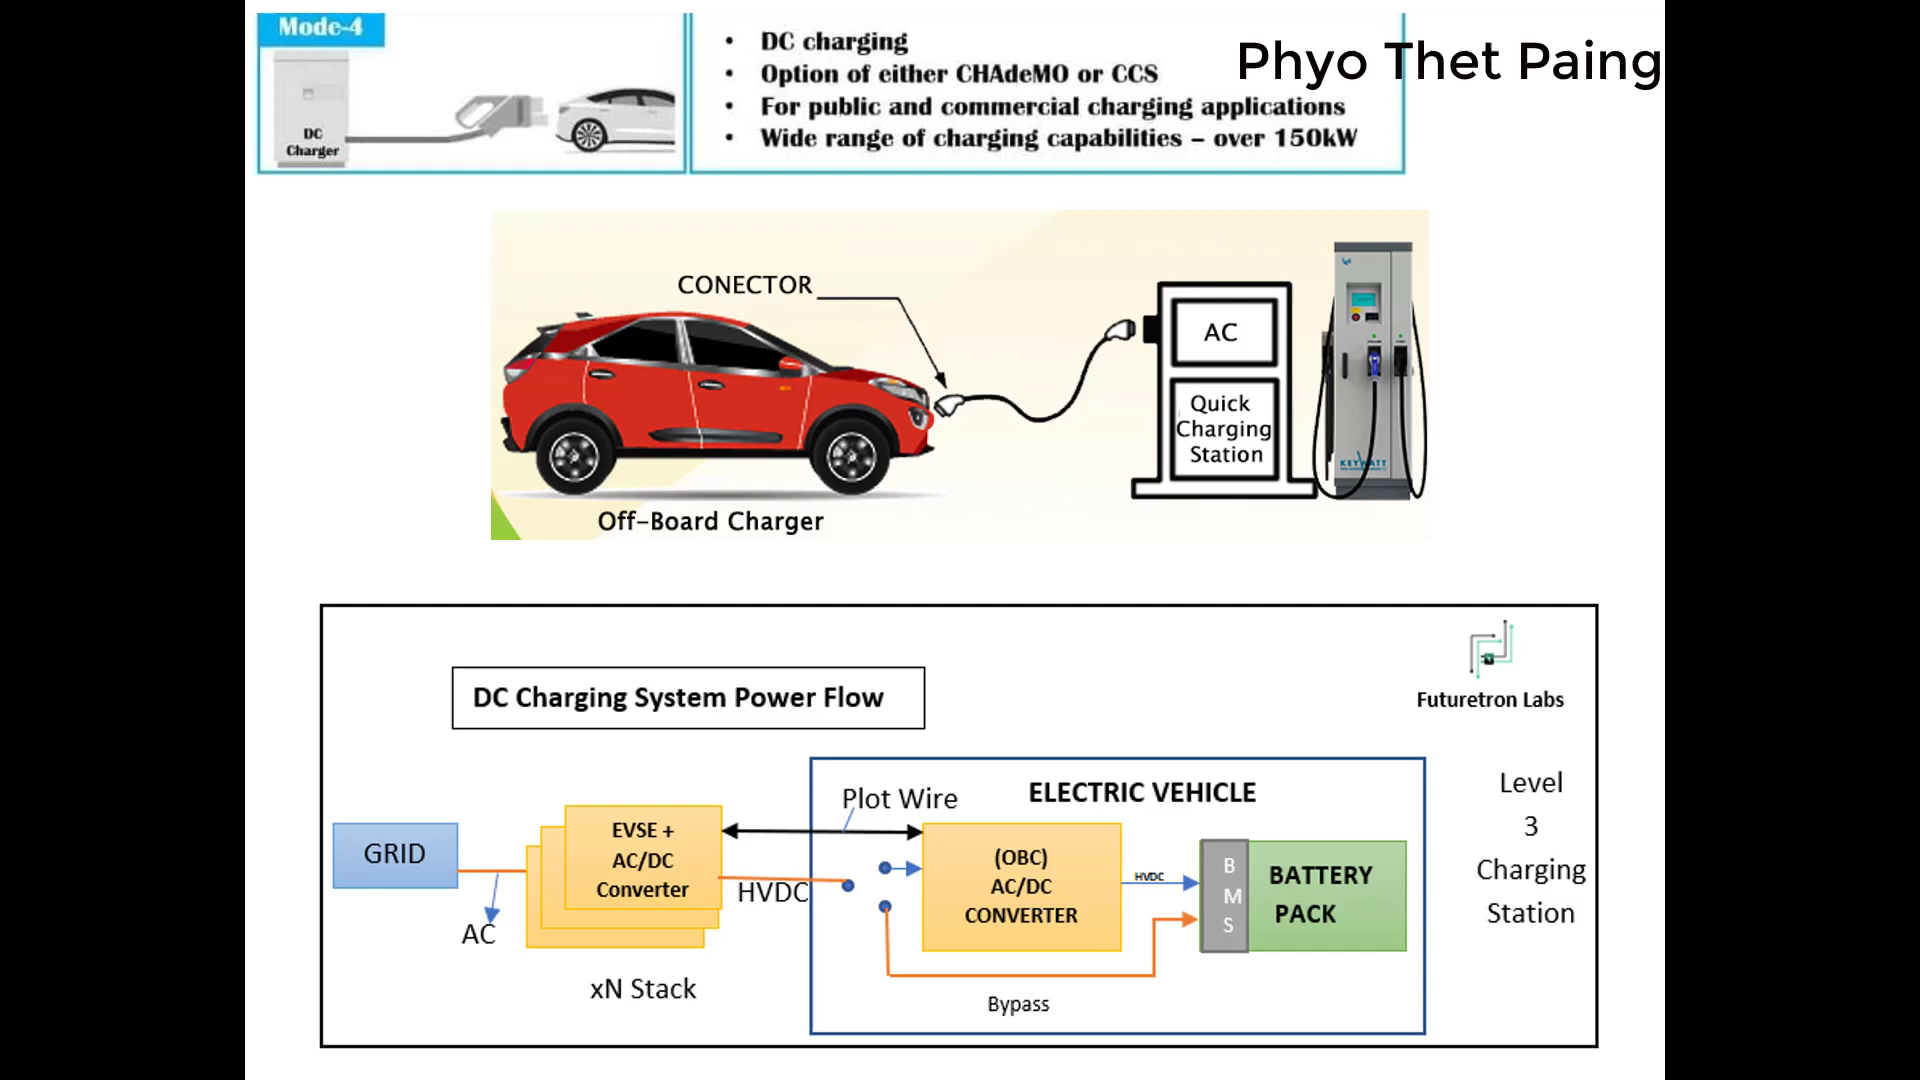 Mode-4
DC
Charger
• DC charging
• Option of either CHAdeMO or CCS
• For public and commercial charging applications
• Wide range of charging capabilities – over 150kW
Phyo Thet Paing
CONECTOR
AC
Quick
Charging
Station
KEYWATT
Off-Board Charger
DC Charging System Power Flow
Futuretron Labs
GRID
AC
EVSE +
AC/DC
Converter
xN Stack
HVDC
Plot Wire
ELECTRIC VEHICLE
(OBC)
AC/DC
CONVERTER
HVDC
B
M
S
BATTERY
PACK
Bypass
Level
3
Charging
Station